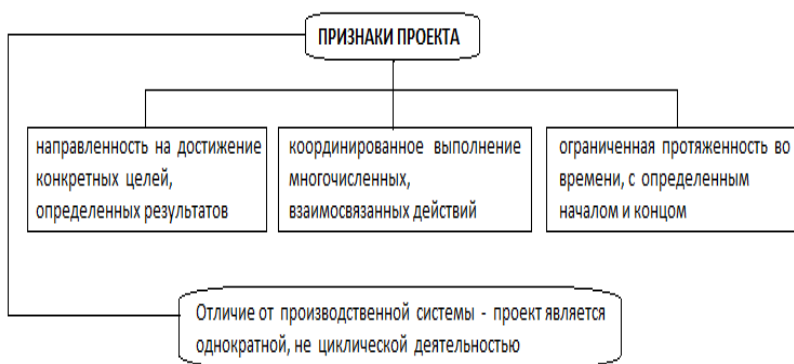 ПРИЗНАКИ ПРОЕКТА
направленность на достижение
конкретных целей,
определенных результатов
координированное выполнение
многочисленных,
взаимосвязанных действий
ограниченная протяженность во
времени, с определенным
началом и концом
Отличие от производственной системы - проект является
однократной, не циклической деятельностью